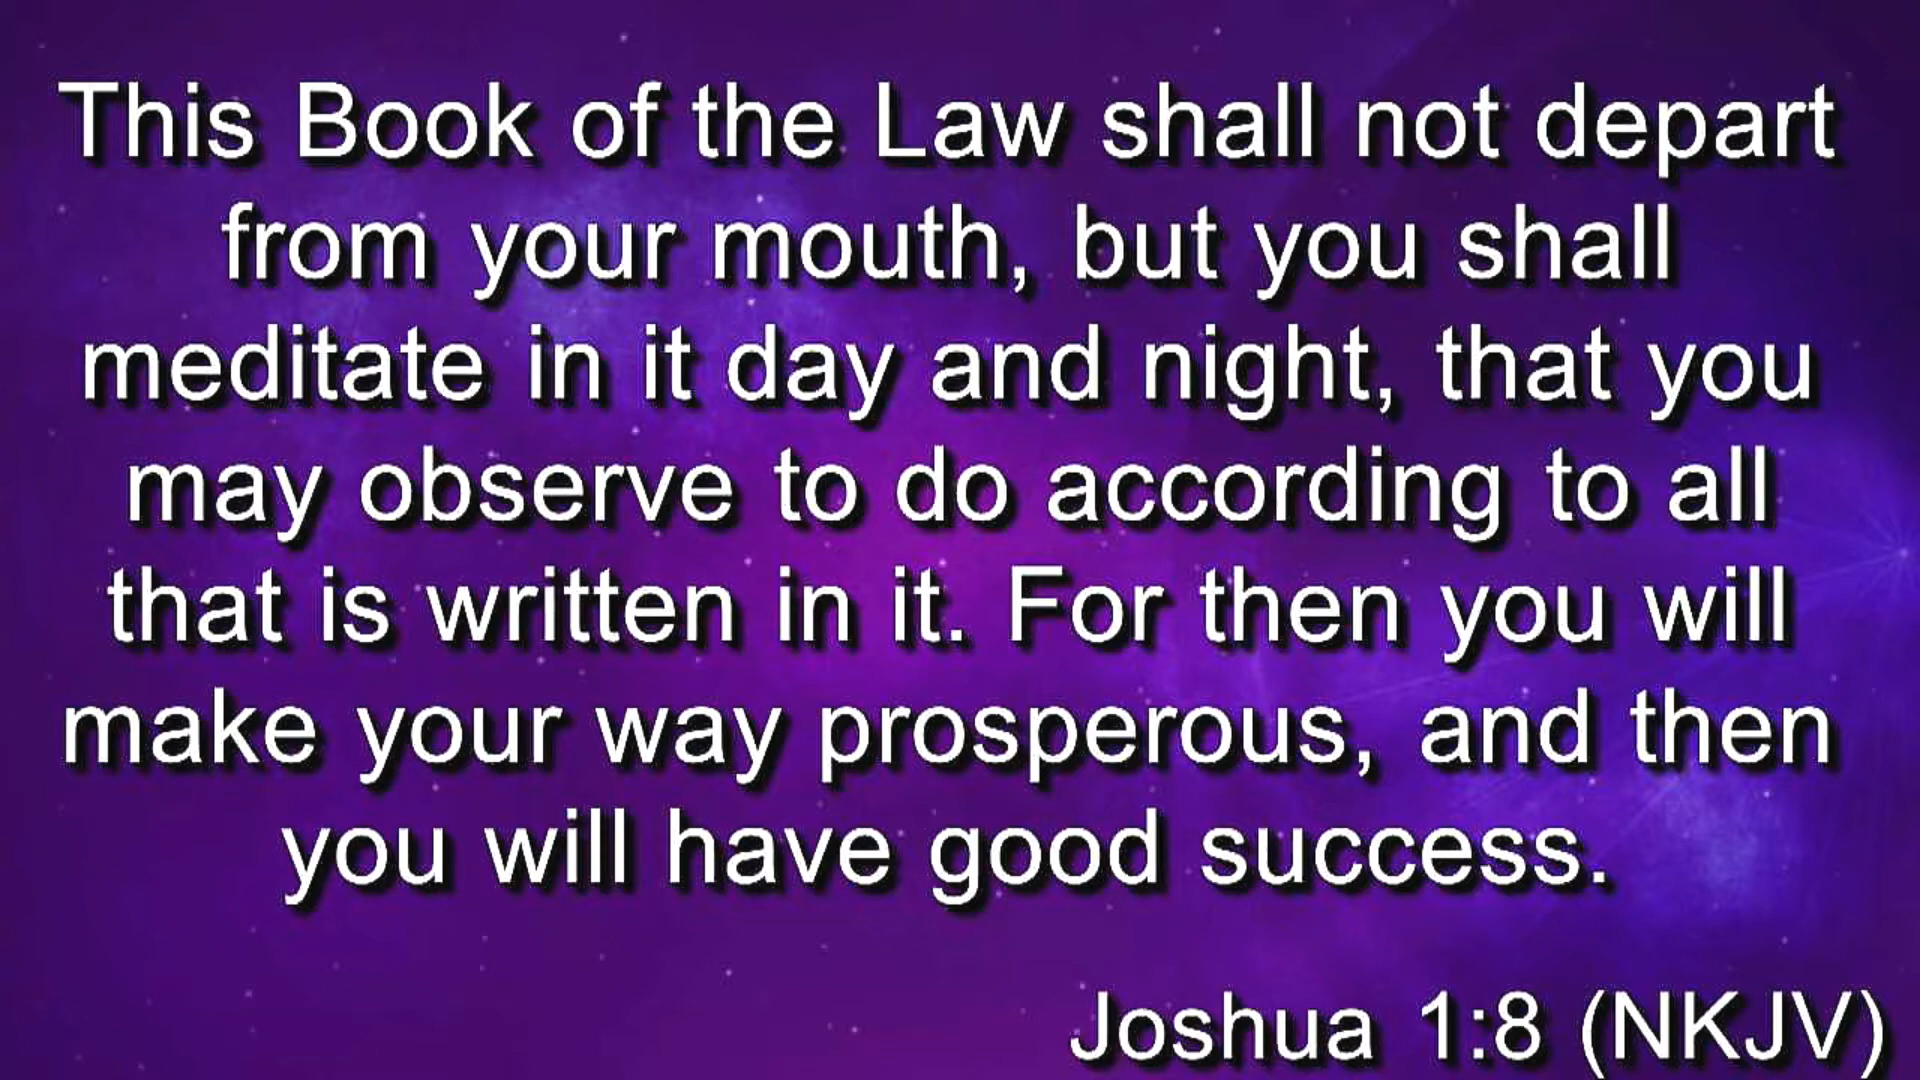 This Book of the Law shall not depart
from your mouth, but you shall
meditate in it day and night, that you
may observe to do according to all
that is written in it. For then you will
make your way prosperous, and then
you will have good success.
Joshua 1:8 (NKJV)